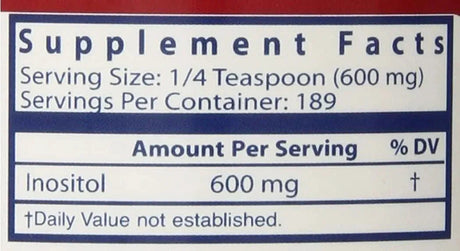 Supplement Facts
Serving Size: 1/4 Teaspoon (600 mg)
Servings Per Container: 189
Amount Per Serving % DV
Inositol 600 mg †
†Daily Value not established.